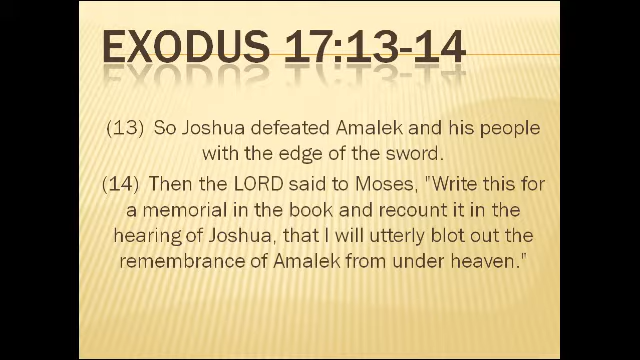 EXODUS 17:13-14
(13) So Joshua defeated Amalek and his people
with the edge of the sword.
(14) Then the LORD said to Moses, "Write this for
a memorial in the book and recount it in the
hearing of Joshua, that I will utterly blot out the
remembrance of Amalek from under heaven."